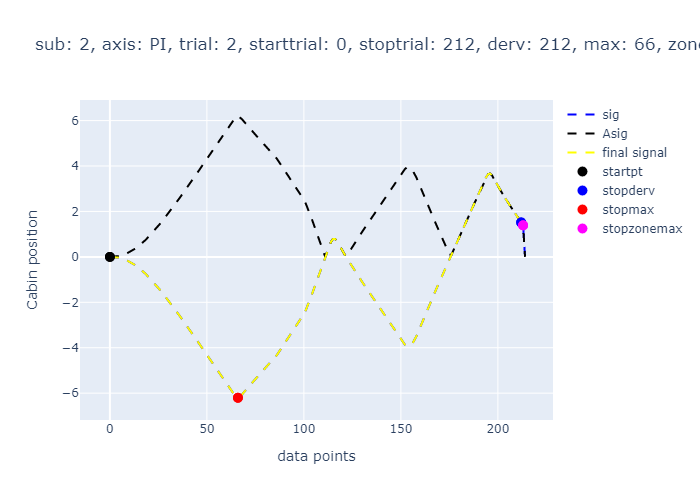 sub: 2, axis: PI, trial: 2, starttrial: 0, stoptrial: 212, derv: 212, max: 66, zone
6
4
2
0
−2
−4
−6
Cabin position
0
50
100
150
200
data points
sig
Asig
final signal
startpt
stopderv
stopmax
stopzonemax